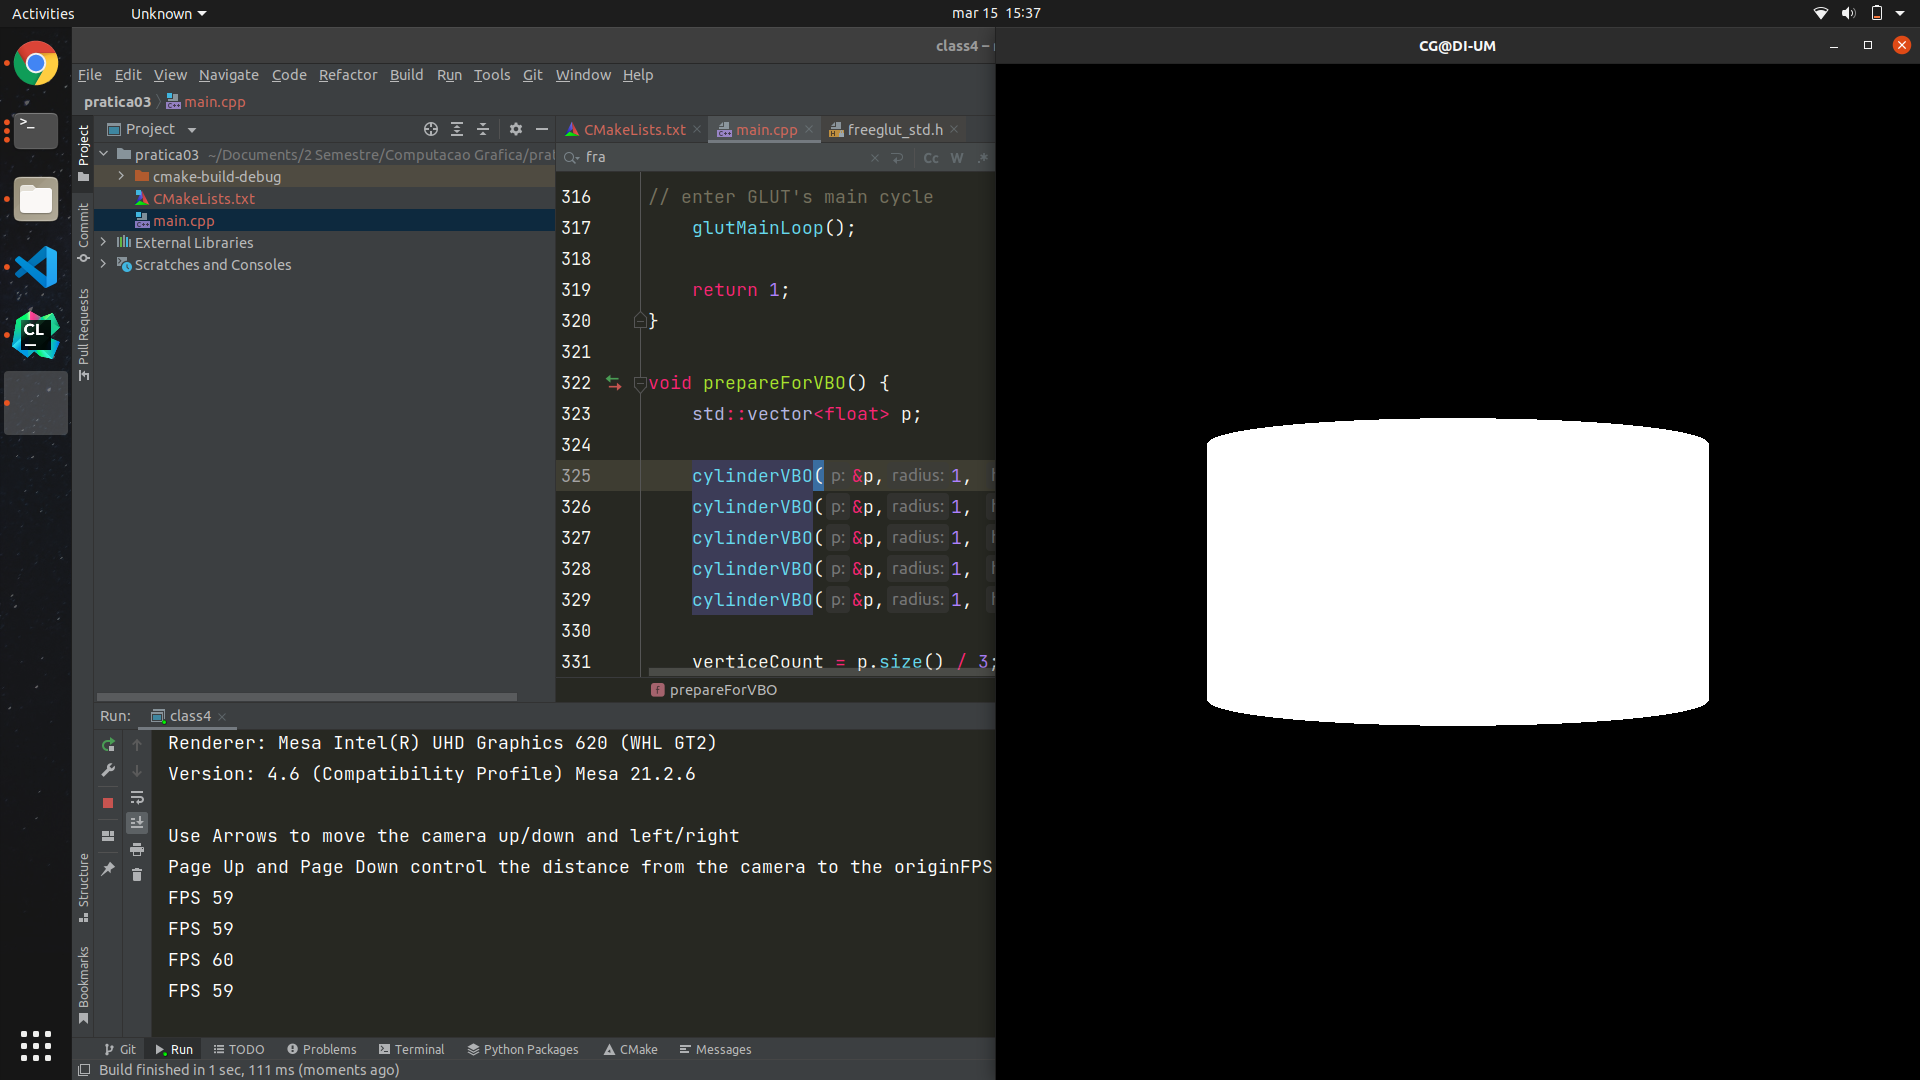 Activities Unknown mar 15 15:37
class4 –
CG@DI-UM
File Edit View Navigate Code Refactor Build Run Tools Git Window Help
pratica03 main.cpp
Project
CMakeLists.txt main.cpp freeglut_std.h
pratica03 ~/Documents/2 Semestre/Computacao Grafica/prat
cmake-build-debug
CMakeLists.txt
main.cpp
External Libraries
Scratches and Consoles
Project
Commit
Pull Requests
Structure
Bookmarks
fra Cc W .*
316 // enter GLUT's main cycle
317 glutMainLoop();
318
319 return 1;
320 }
321
322 void prepareForVBO() {
323 std::vector<float> p;
324
325 cylinderVBO( p: &p, radius: 1, h
326 cylinderVBO( p: &p, radius: 1, h
327 cylinderVBO( p: &p, radius: 1, h
328 cylinderVBO( p: &p, radius: 1, h
329 cylinderVBO( p: &p, radius: 1, h
330
331 verticeCount = p.size() / 3;
f prepareForVBO
Run: class4
Renderer: Mesa Intel(R) UHD Graphics 620 (WHL GT2)
Version: 4.6 (Compatibility Profile) Mesa 21.2.6
Use Arrows to move the camera up/down and left/right
Page Up and Page Down control the distance from the camera to the originFPS
FPS 59
FPS 59
FPS 60
FPS 59
Git Run TODO Problems Terminal Python Packages CMake Messages
Build finished in 1 sec, 111 ms (moments ago)
CL